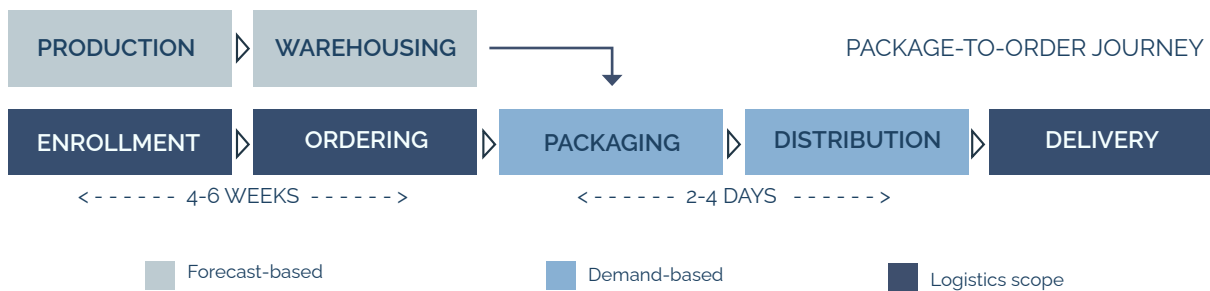 PRODUCTION
WAREHOUSING
PACKAGE-TO-ORDER JOURNEY
ENROLLMENT
ORDERING
PACKAGING
DISTRIBUTION
DELIVERY
< - - - - - - 4-6 WEEKS - - - - - - >
< - - - - - - 2-4 DAYS - - - - - - >
Forecast-based
Demand-based
Logistics scope